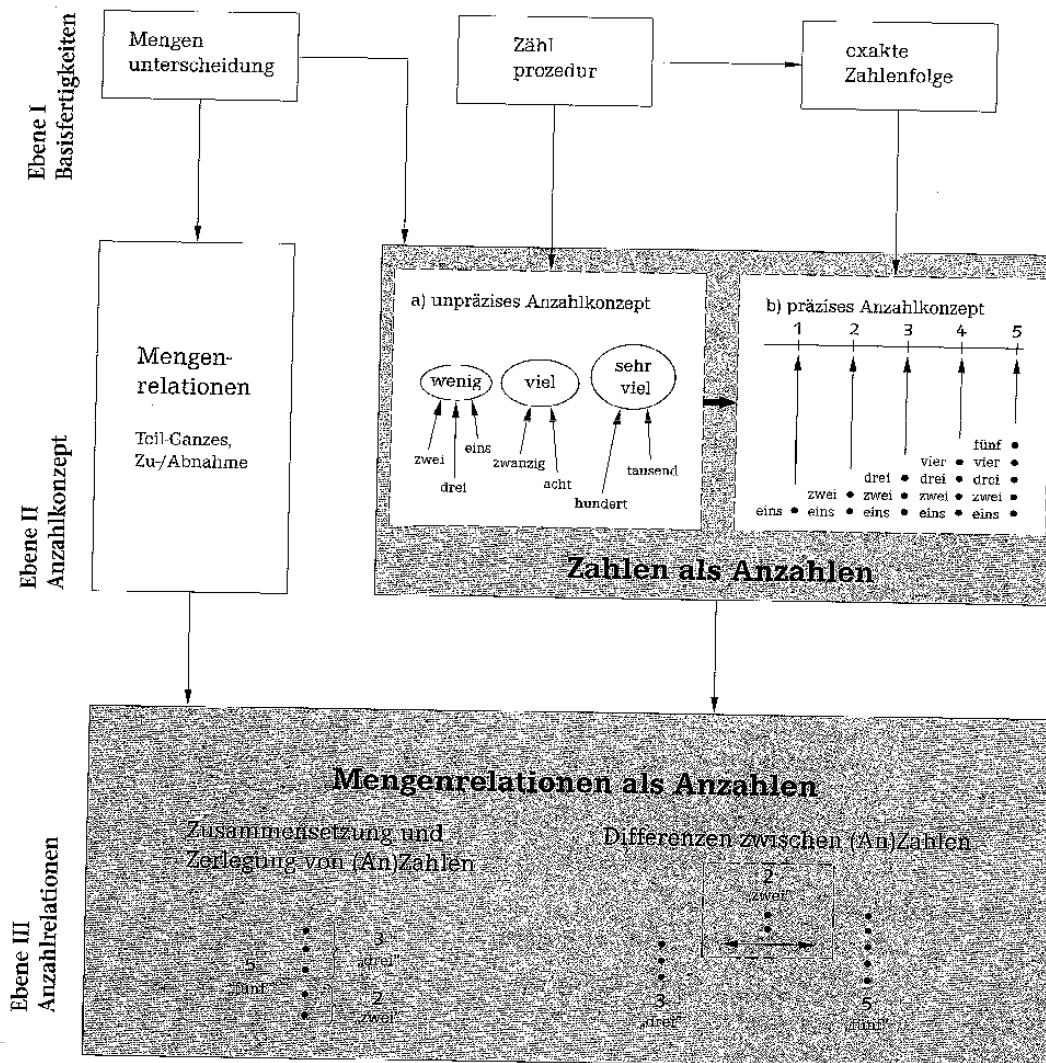 Ebene I
Basisfertigkeiten
Mengen
unterscheidung
Zähl
prozedur
exakte
Zahlenfolge
Ebene II
Anzahlkonzept
Mengen-
relationen
Teil-Ganzes,
Zu-/Abnahme
a) unpräzises Anzahlkonzept
wenig
viel
sehr
viel
zwei
drei
eins
zwanzig
acht
hundert
tausend
b) präzises Anzahlkonzept
1 2 3 4 5
fünf
vier vier
drei drei drei
zwei zwei zwei zwei
eins eins eins eins eins
Zahlen als Anzahlen
Ebene III
Anzahlrelationen
Mengenrelationen als Anzahlen
Zusammensetzung und
Zerlegung von (An)Zahlen
5
„fünf“
3
„drei“
2
„zwei“
Differenzen zwischen (An)Zahlen
2
„zwei“
3
„drei“
5
„fünf“